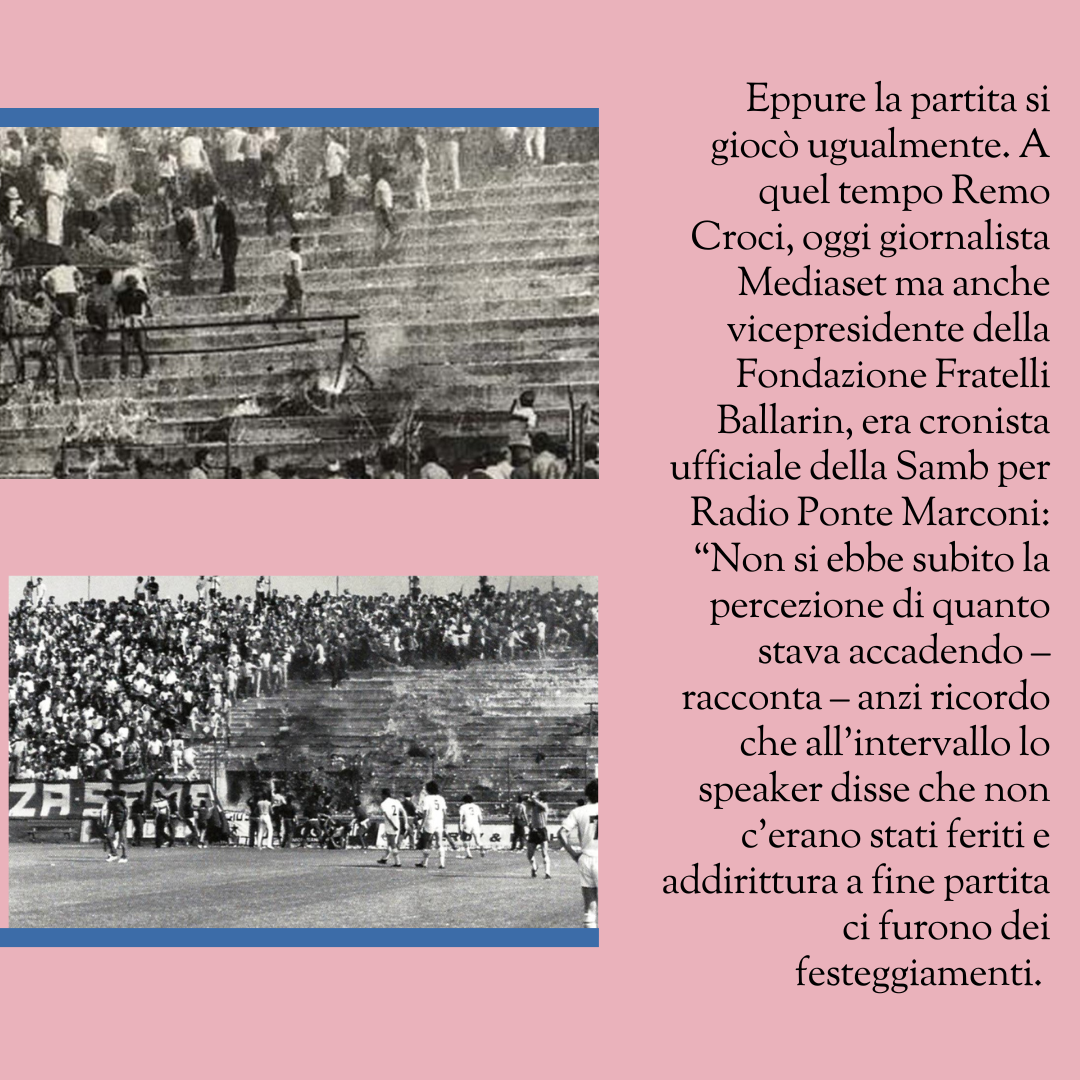 Eppure la partita si
giocò ugualmente. A
quel tempo Remo
Croci, oggi giornalista
Mediaset ma anche
vicepresidente della
Fondazione Fratelli
Ballarin, era cronista
ufficiale della Samb per
Radio Ponte Marconi:
“Non si ebbe subito la
percezione di quanto
stava accadendo –
racconta – anzi ricordo
che all’intervallo lo
speaker disse che non
c’erano stati feriti e
addirittura a fine partita
ci furono dei
festeggiamenti.